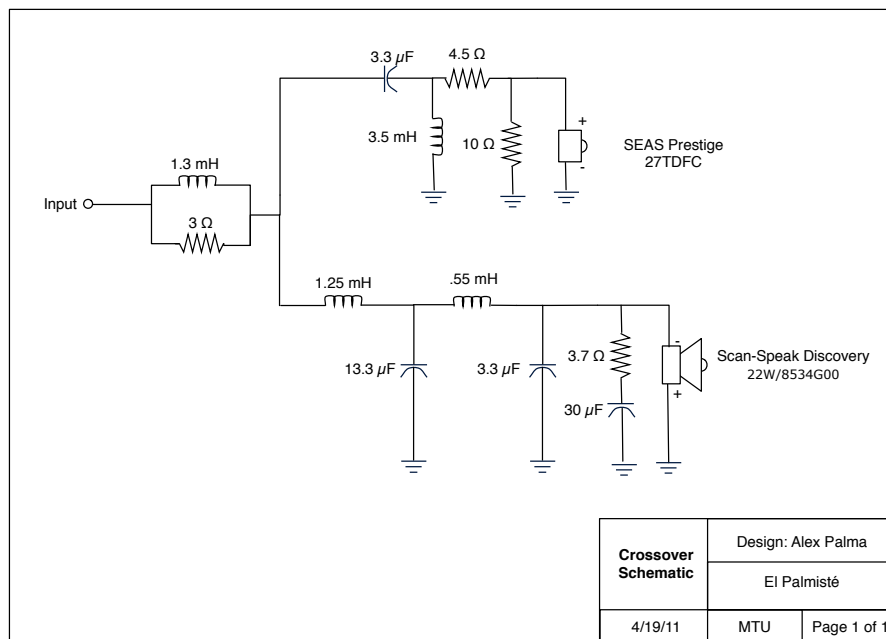 3.3 µF
4.5 Ω
3.5 mH
10 Ω
+
-
SEAS Prestige
27TDFC
1.3 mH
Input
3 Ω
1.25 mH
.55 mH
13.3 µF
3.3 µF
3.7 Ω
30 µF
-
+
Scan-Speak Discovery
22W/8534G00
Crossover
Schematic
Design: Alex Palma
El Palmisté
4/19/11
MTU
Page 1 of 1